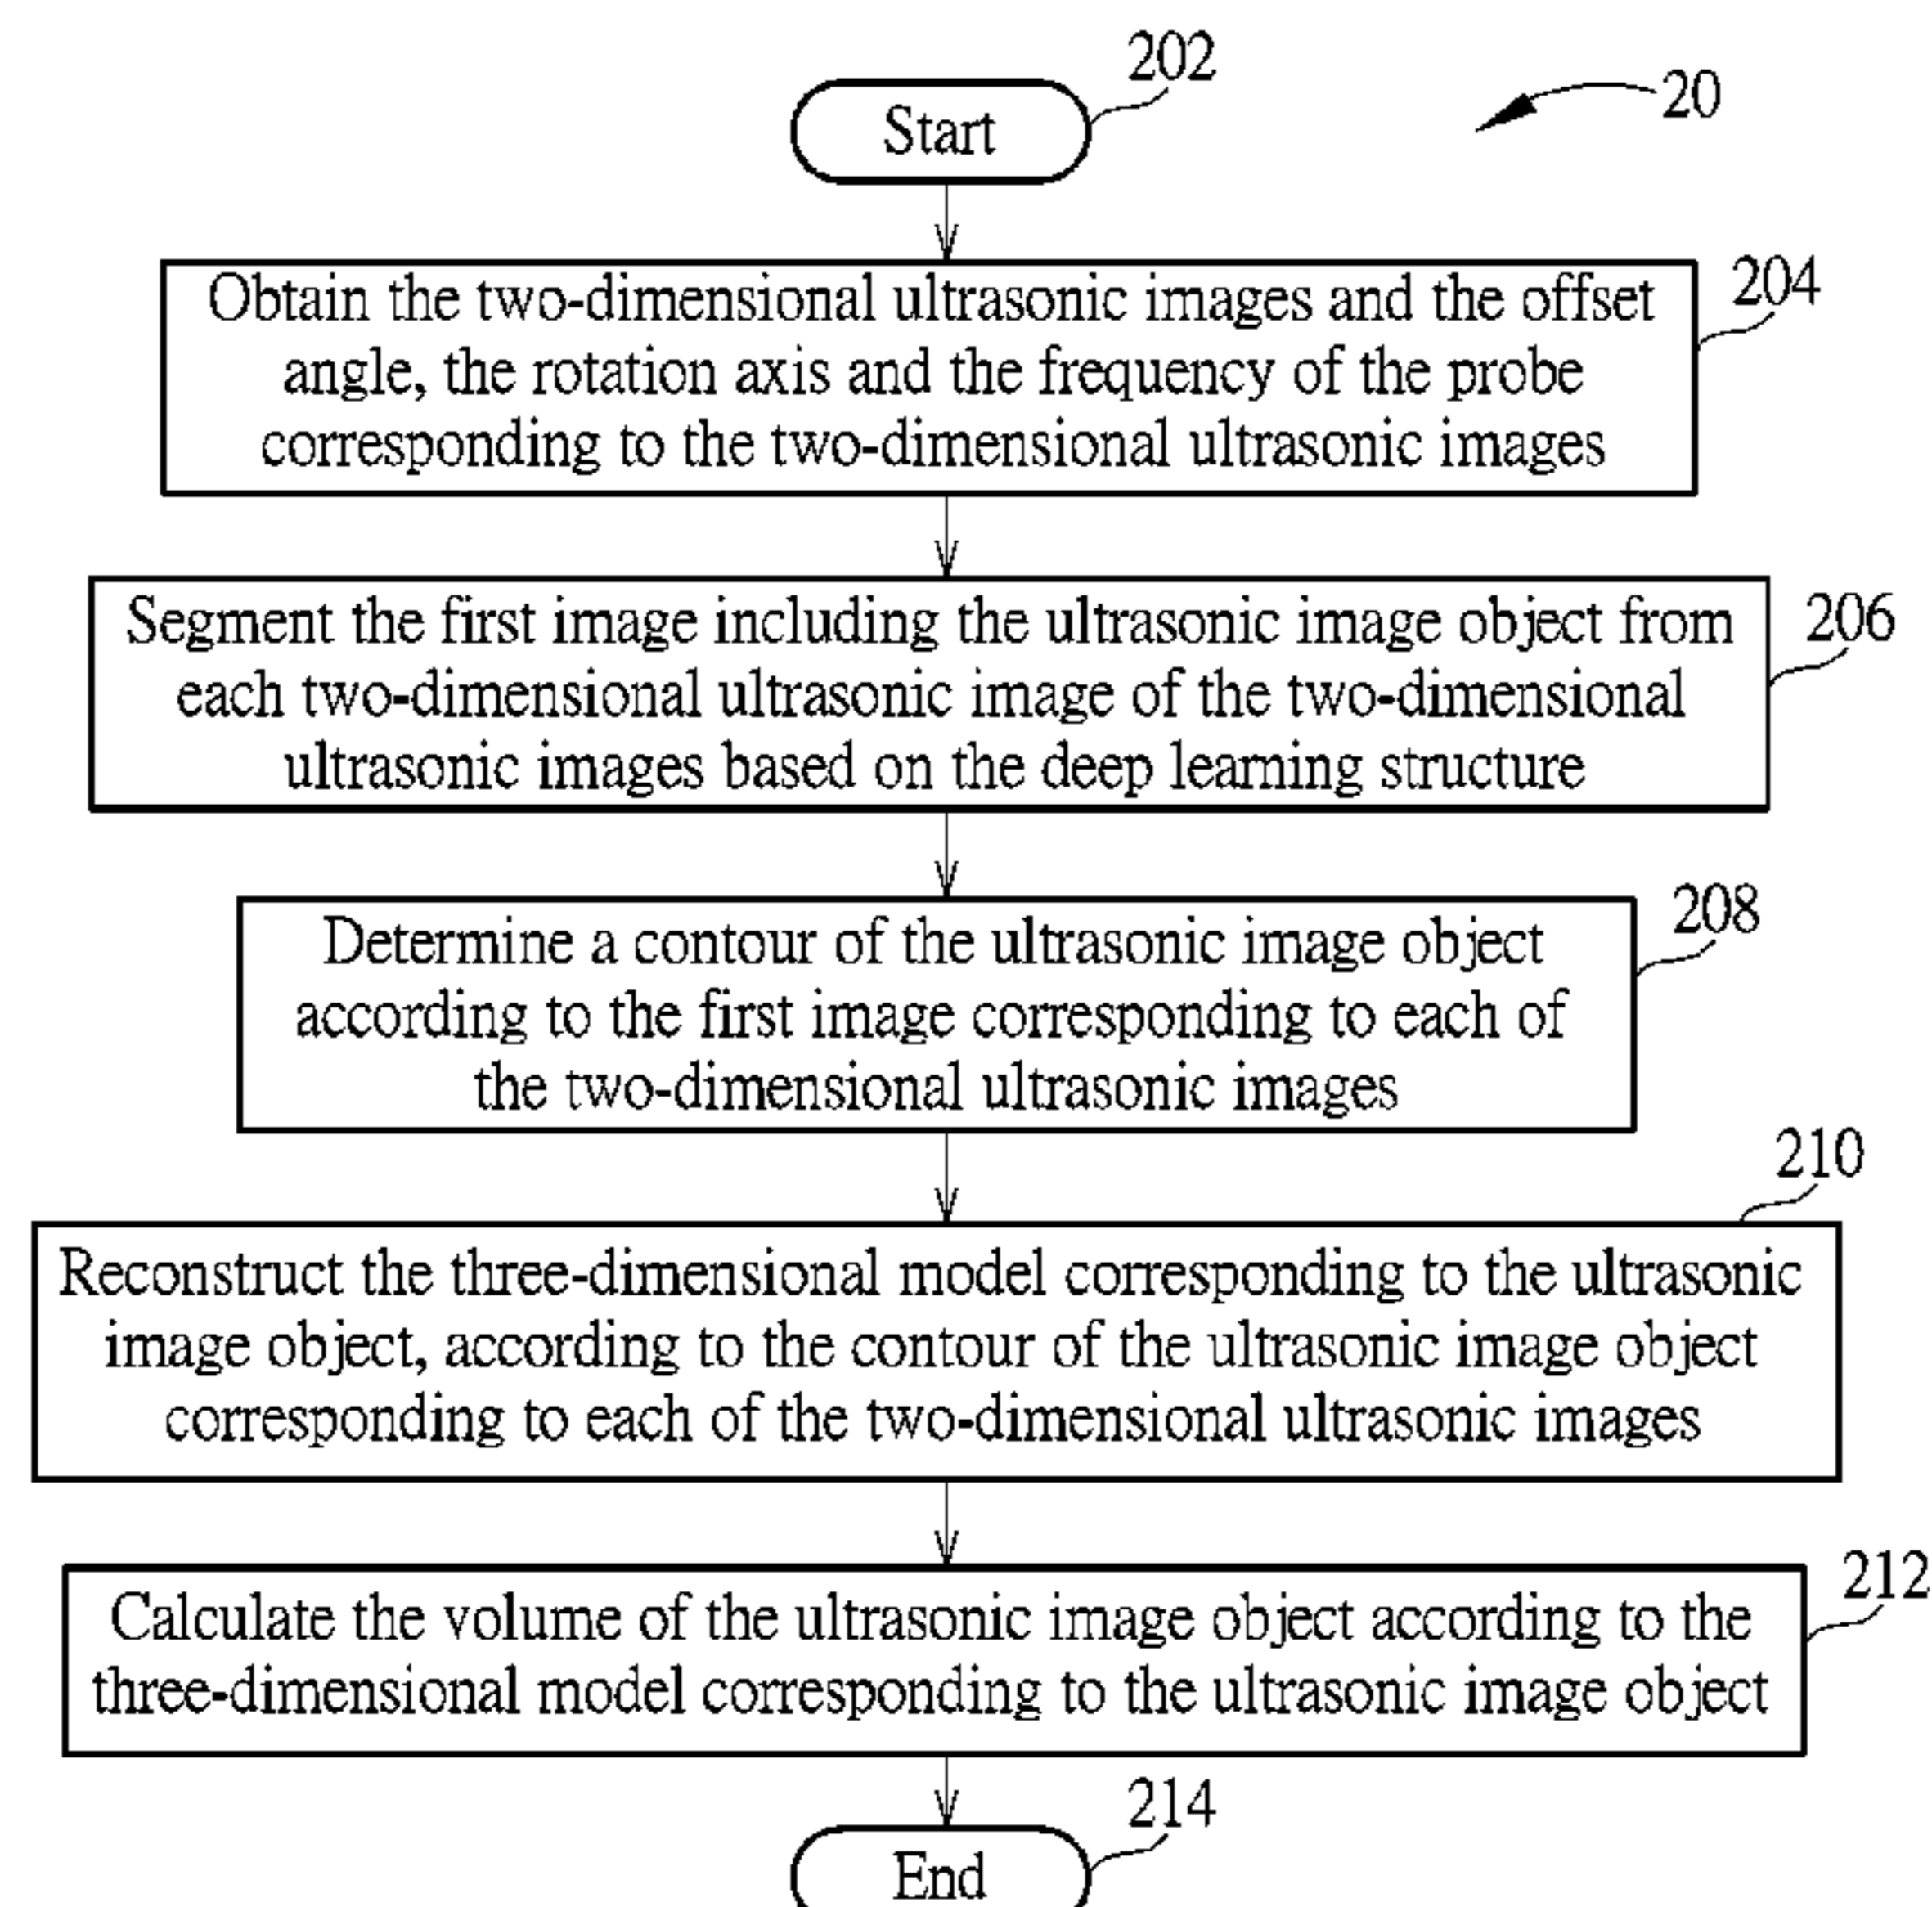 202
20
Start
204
Obtain the two-dimensional ultrasonic images and the offset
angle, the rotation axis and the frequency of the probe
corresponding to the two-dimensional ultrasonic images
206
Segment the first image including the ultrasonic image object from
each two-dimensional ultrasonic image of the two-dimensional
ultrasonic images based on the deep learning structure
208
Determine a contour of the ultrasonic image object
according to the first image corresponding to each of
the two-dimensional ultrasonic images
210
Reconstruct the three-dimensional model corresponding to the ultrasonic
image object, according to the contour of the ultrasonic image object
corresponding to each of the two-dimensional ultrasonic images
212
Calculate the volume of the ultrasonic image object according to the
three-dimensional model corresponding to the ultrasonic image object
214
End